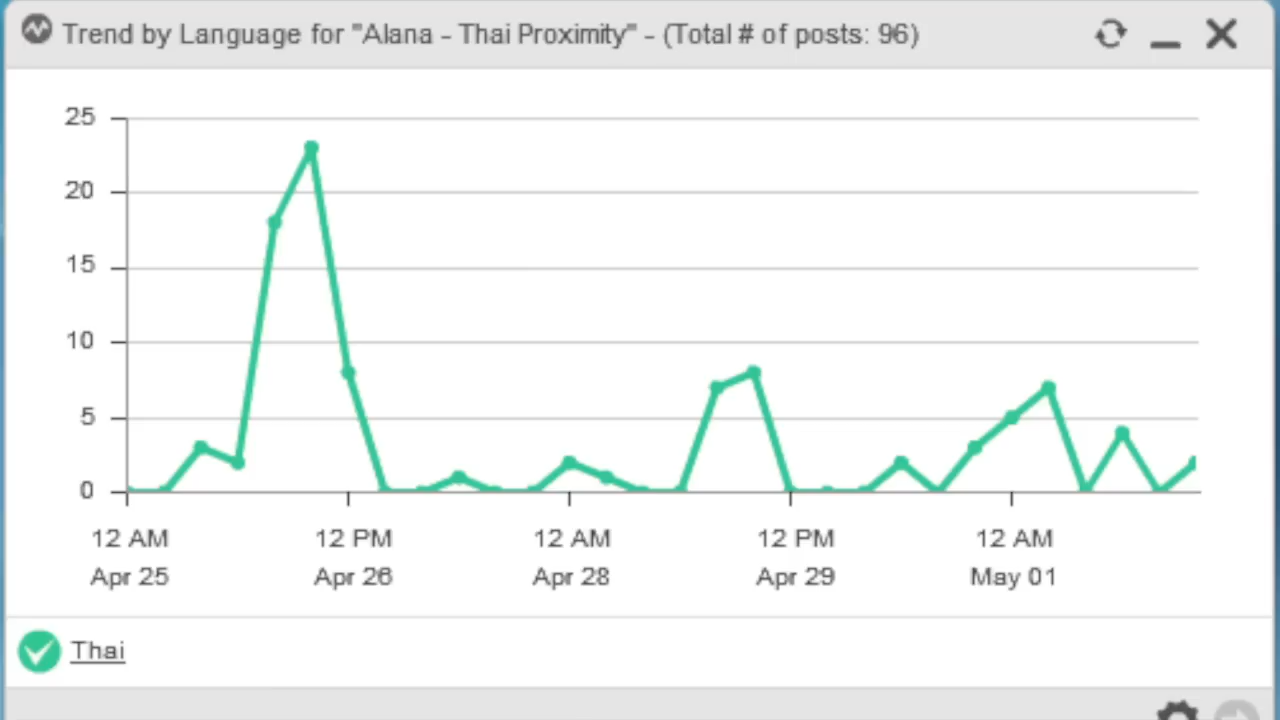 Trend by Language for "Alana - Thai Proximity" - (Total # of posts: 96)
25
20
15
10
5
0
12 AM 12 PM 12 AM 12 PM 12 AM
Apr 25 Apr 26 Apr 28 Apr 29 May 01
Thai